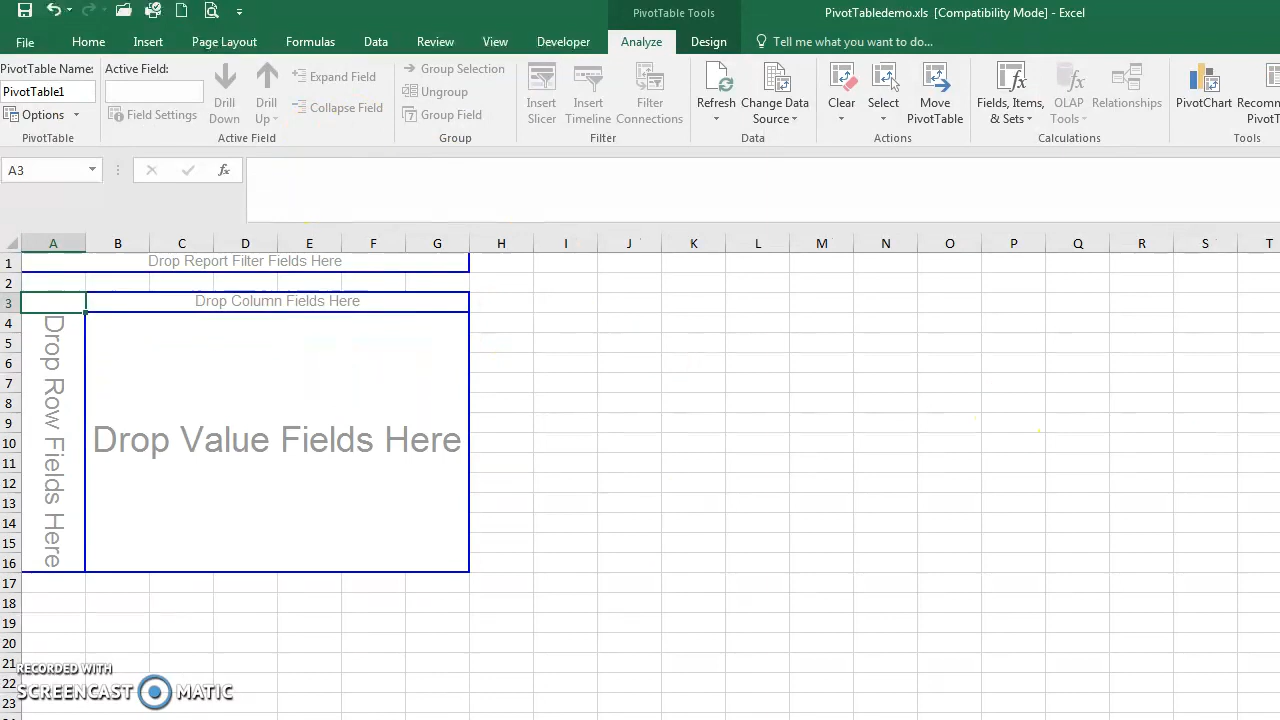 PivotTable Tools
PivotTabledemo.xls [Compatibility Mode] - Excel
File Home Insert Page Layout Formulas Data Review View Developer Analyze Design Tell me what you want to do...
PivotTable Name: Active Field:
PivotTable1
Options Field Settings
PivotTable
Drill Down
Drill Up
Expand Field
Collapse Field
Active Field
Group Selection
Ungroup
Group Field
Group
Insert Slicer
Insert Timeline
Filter Connections
Filter
Refresh
Change Data Source
Data
Clear
Select
Move PivotTable
Actions
Fields, Items, & Sets
OLAP Tools
Relationships
Calculations
PivotChart
Recomm
PivotT
Tools
A3 fx
A B C D E F G H I J K L M N O P Q R S T
1 Drop Report Filter Fields Here
2
3 Drop Column Fields Here
4
5
6
7
8
9
10
11
12
13
14
15
16
17
18
19
20
21
22
23
Drop Row Fields Here
Drop Value Fields Here
RECORDED WITH
SCREENCAST MATIC